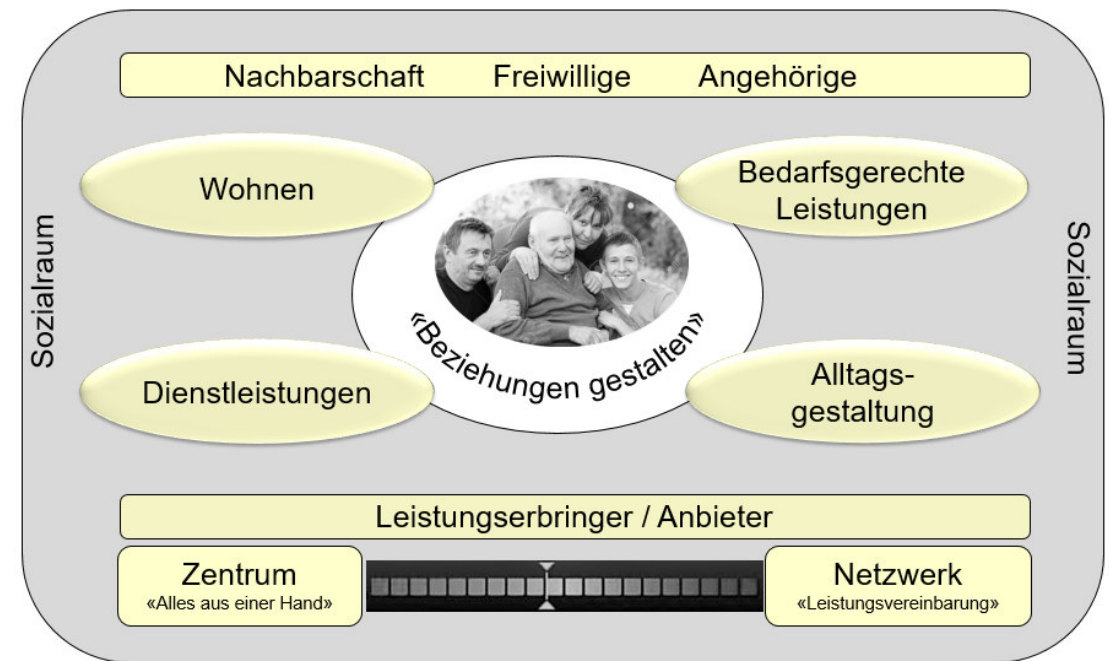 Nachbarschaft Freiwillige Angehörige
Sozialraum
Wohnen
Bedarfsgerechte
Leistungen
«Beziehungen gestalten»
Sozialraum
Dienstleistungen
Alltags-
gestaltung
Leistungserbringer / Anbieter
Zentrum
«Alles aus einer Hand»
Netzwerk
«Leistungsvereinbarung»